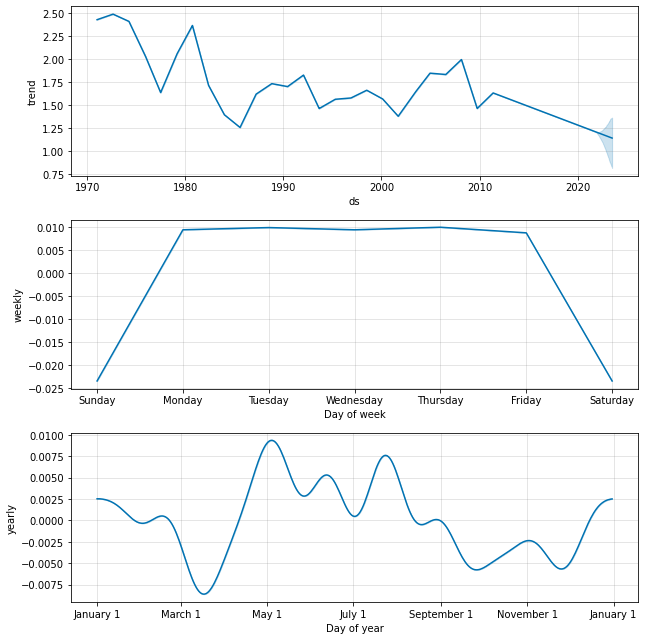 2.50
2.25
2.00
1.75
1.50
1.25
1.00
0.75
trend
1970 1980 1990 2000 2010 2020
ds
0.010
0.005
0.000
−0.005
−0.010
−0.015
−0.020
−0.025
weekly
Sunday Monday Tuesday Wednesday Thursday Friday Saturday
Day of week
0.0100
0.0075
0.0050
0.0025
0.0000
−0.0025
−0.0050
−0.0075
yearly
January 1 March 1 May 1 July 1 September 1 November 1 January 1
Day of year